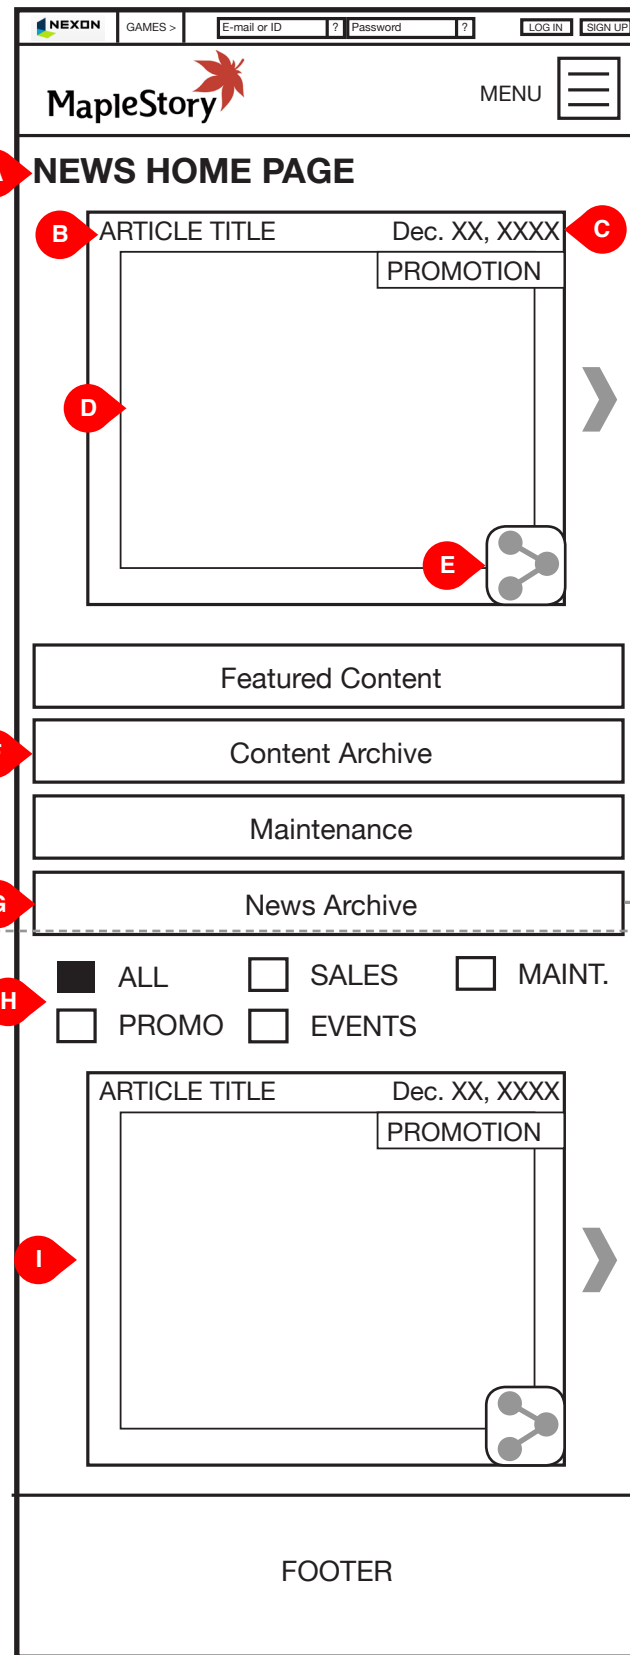 NEXON GAMES > E-mail or ID ? Password ? LOG IN SIGN UP
MapleStory MENU
NEWS HOME PAGE
B ARTICLE TITLE Dec. XX, XXXX C
PROMOTION
D
E
Featured Content
Content Archive
Maintenance
G News Archive
ALL SALES MAINT.
H
PROMO EVENTS
ARTICLE TITLE Dec. XX, XXXX
PROMOTION
I
FOOTER